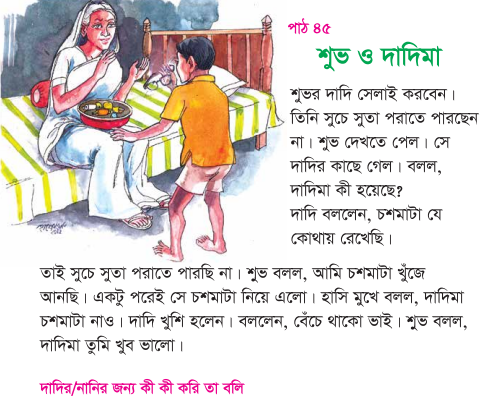 পাঠ ৪৫
শুভ ও দাদিমা
শুভর দাদি সেলাই করবেন।
তিনি সুচে সুতা পরাতে পারছেন
না। শুভ দেখতে পেল। সে
দাদির কাছে গেল। বলল,
দাদিমা কী হয়েছে?
দাদি বললেন, চশমাটা যে
কোথায় রেখেছি।
তাই সুচে সুতা পরাতে পারছি না। শুভ বলল, আমি চশমাটা খুঁজে
আনছি। একটু পরেই সে চশমাটা নিয়ে এলো। হাসি মুখে বলল, দাদিমা
চশমাটা নাও। দাদি খুশি হলেন। বললেন, বেঁচে থাকো ভাই। শুভ বলল,
দাদিমা তুমি খুব ভালো।
দাদির/নানির জন্য কী কী করি তা বলি